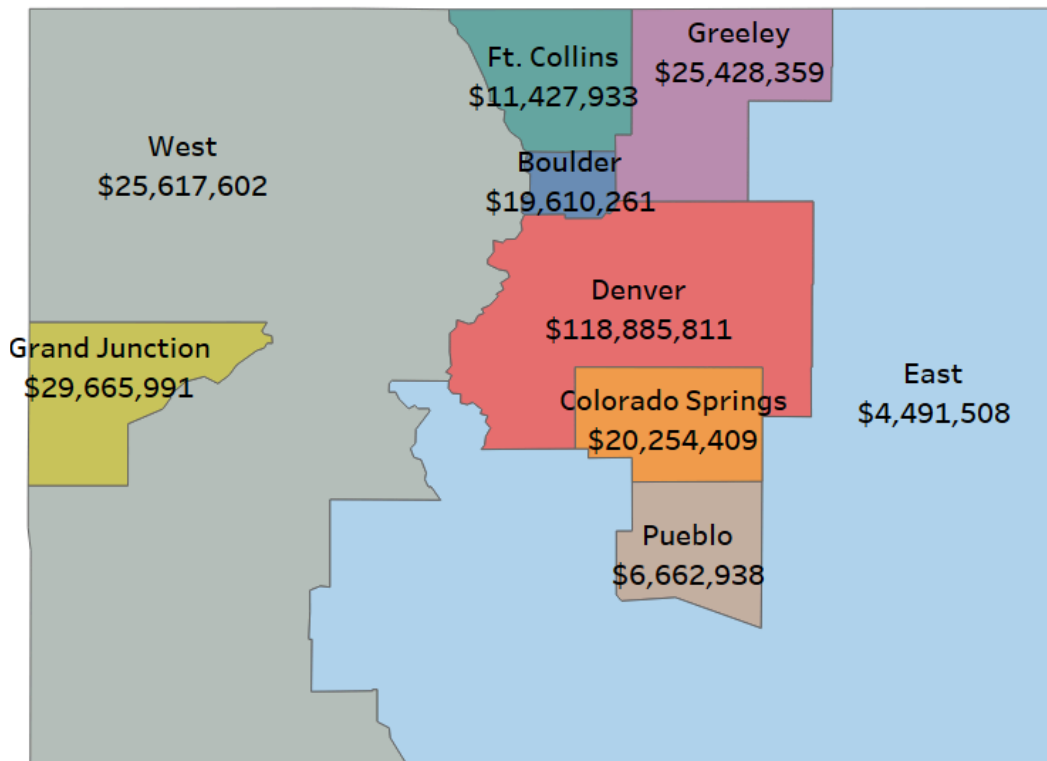 Greeley
$25,428,359
Ft. Collins
$11,427,933
West
$25,617,602
Boulder
$19,610,261
Denver
$118,885,811
Grand Junction
$29,665,991
East
$4,491,508
Colorado Springs
$20,254,409
Pueblo
$6,662,938